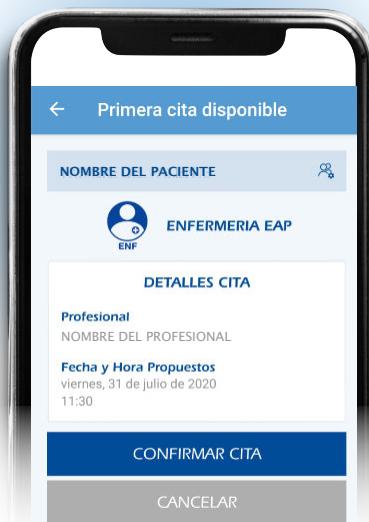 Primera cita disponible
NOMBRE DEL PACIENTE
ENF
ENFERMERIA EAP
DETALLES CITA
Profesional
NOMBRE DEL PROFESIONAL
Fecha y Hora Propuestos
viernes, 31 de julio de 2020
11:30
CONFIRMAR CITA
CANCELAR